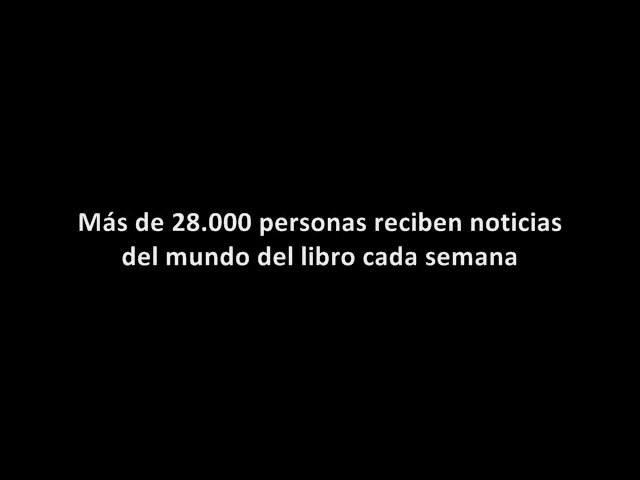 Más de 28.000 personas reciben noticias
del mundo del libro cada semana